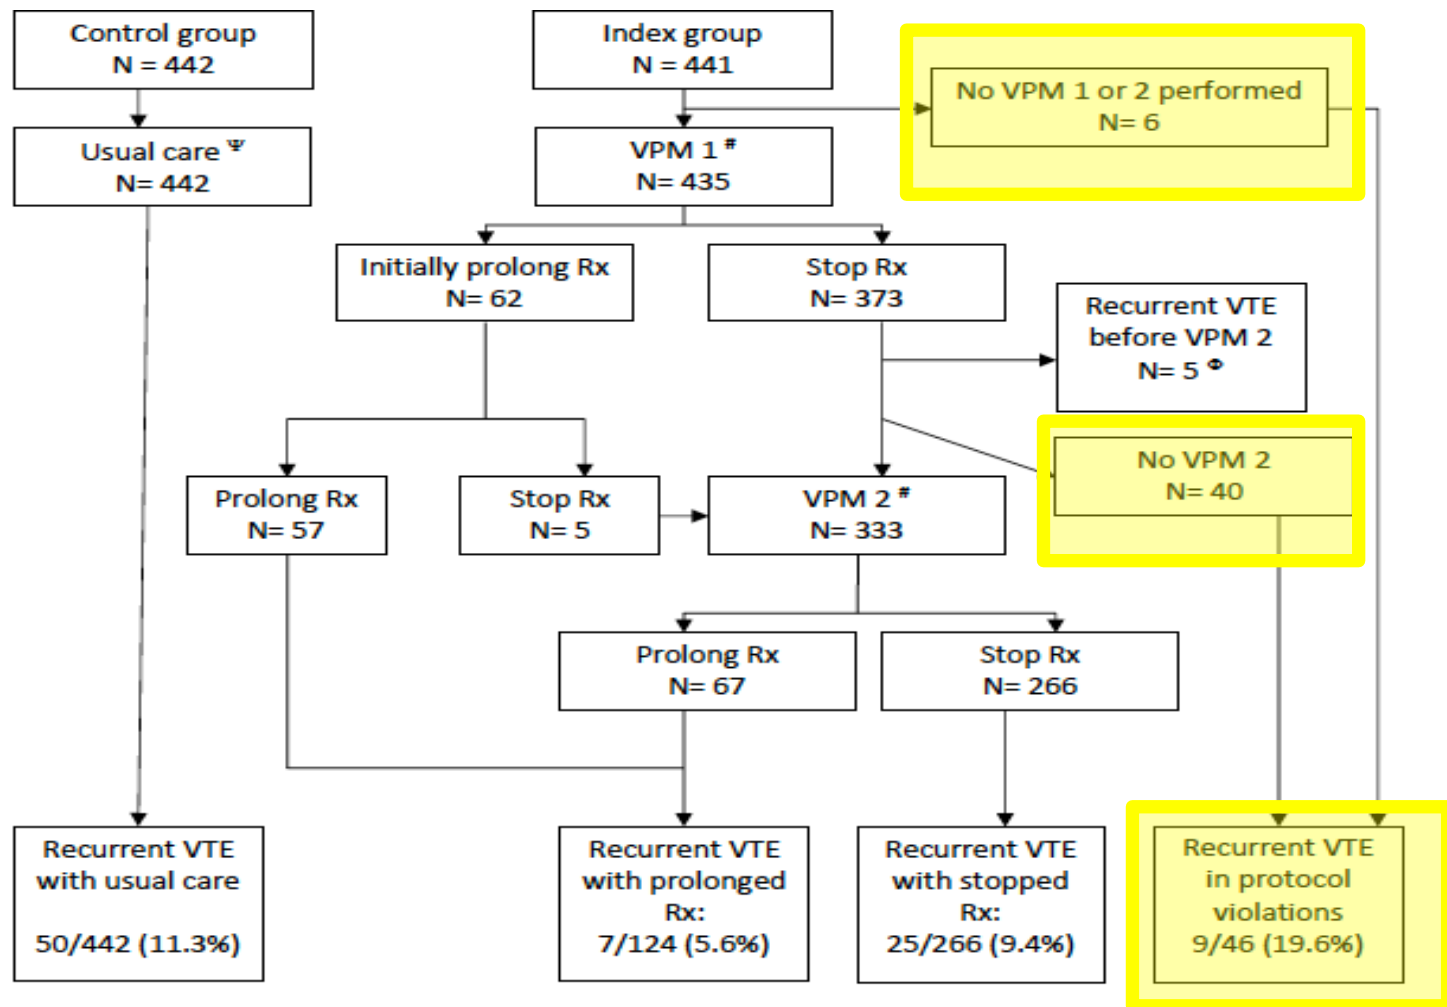 Control group
N = 442
Index group
N = 441
No VPM 1 or 2 performed
N= 6
Usual care Ψ
N= 442
VPM 1 #
N= 435
Initially prolong Rx
N= 62
Stop Rx
N= 373
Recurrent VTE
before VPM 2
N= 5 Φ
No VPM 2
N= 40
Prolong Rx
N= 57
Stop Rx
N= 5
VPM 2 #
N= 333
Prolong Rx
N= 67
Stop Rx
N= 266
Recurrent VTE
with usual care
50/442 (11.3%)
Recurrent VTE
with prolonged
Rx:
7/124 (5.6%)
Recurrent VTE
with stopped
Rx:
25/266 (9.4%)
Recurrent VTE
in protocol
violations
9/46 (19.6%)